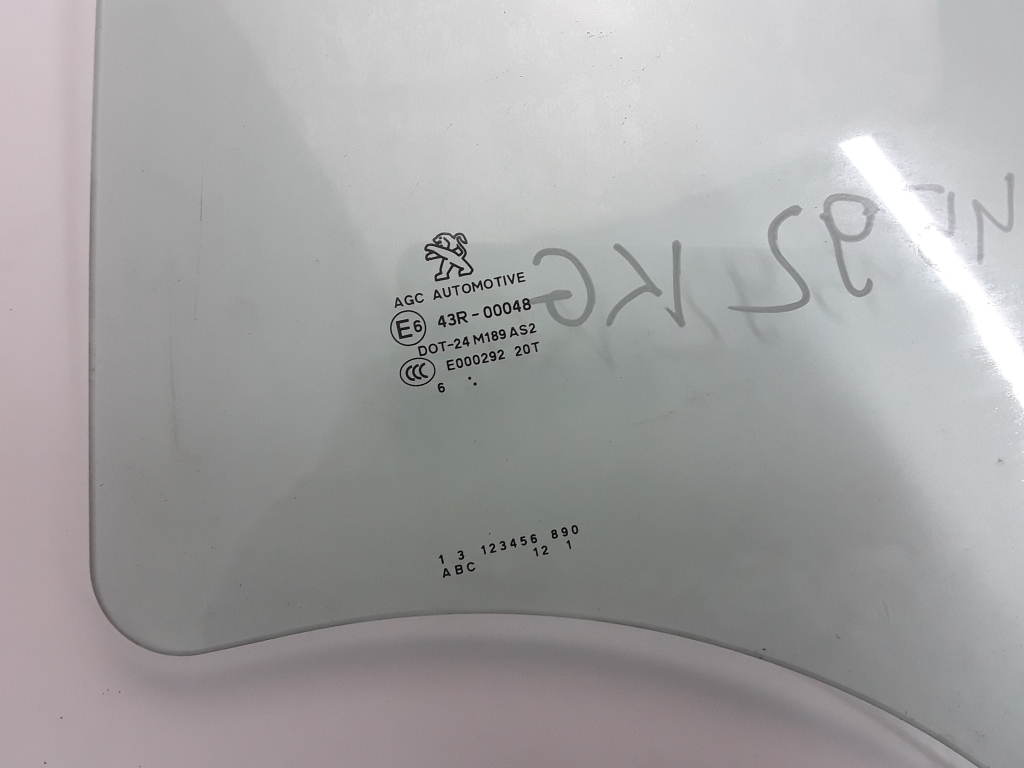 AGC AUTOMOTIVE
E6 43R-00048
DOT-24 M189 AS2
CCC E000292 20T
6 .:
1 3 123456 890
ABC 12 1